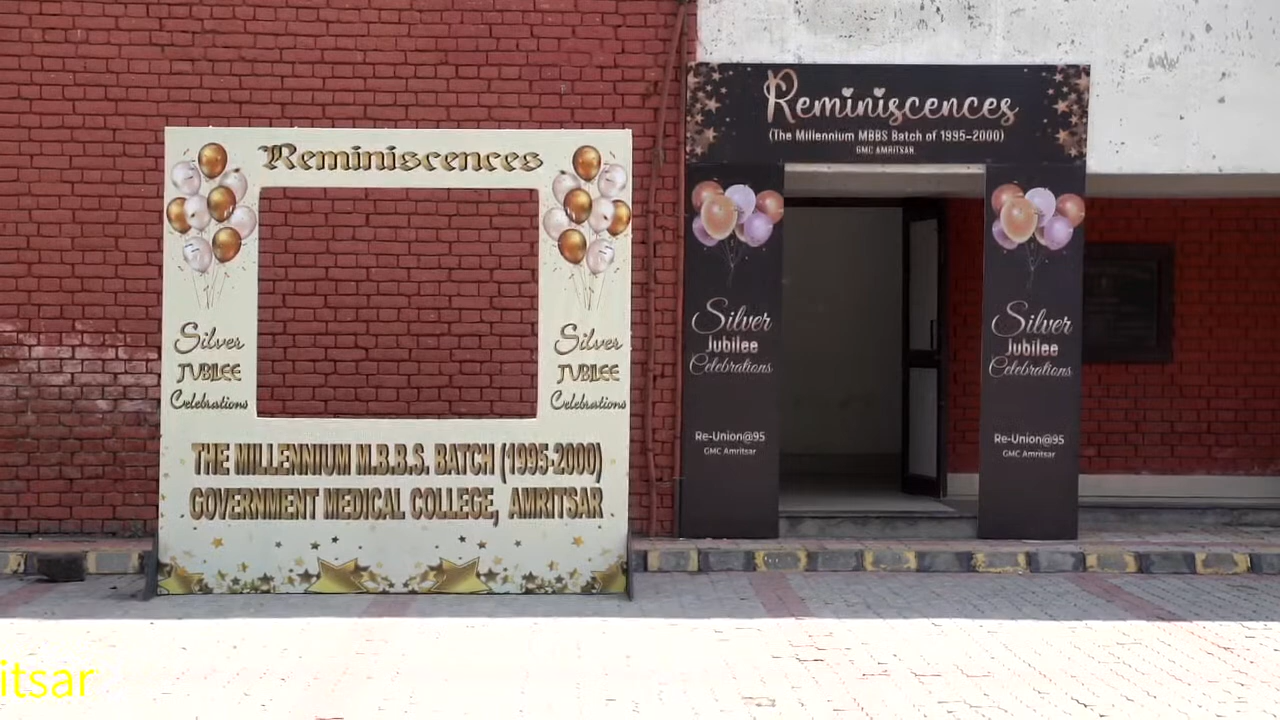 Reminiscences
Silver
JUBILEE
Celebrations
Silver
JUBILEE
Celebrations
THE MILLENNIUM M.B.B.S. BATCH (1995-2000)
GOVERNMENT MEDICAL COLLEGE, AMRITSAR
Reminiscences
(The Millennium MBBS Batch of 1995-2000)
GMC AMRITSAR
Silver
Jubilee
Celebrations
Re-Union@95
GMC Amritsar
Silver
Jubilee
Celebrations
Re-Union@95
GMC Amritsar
itsar